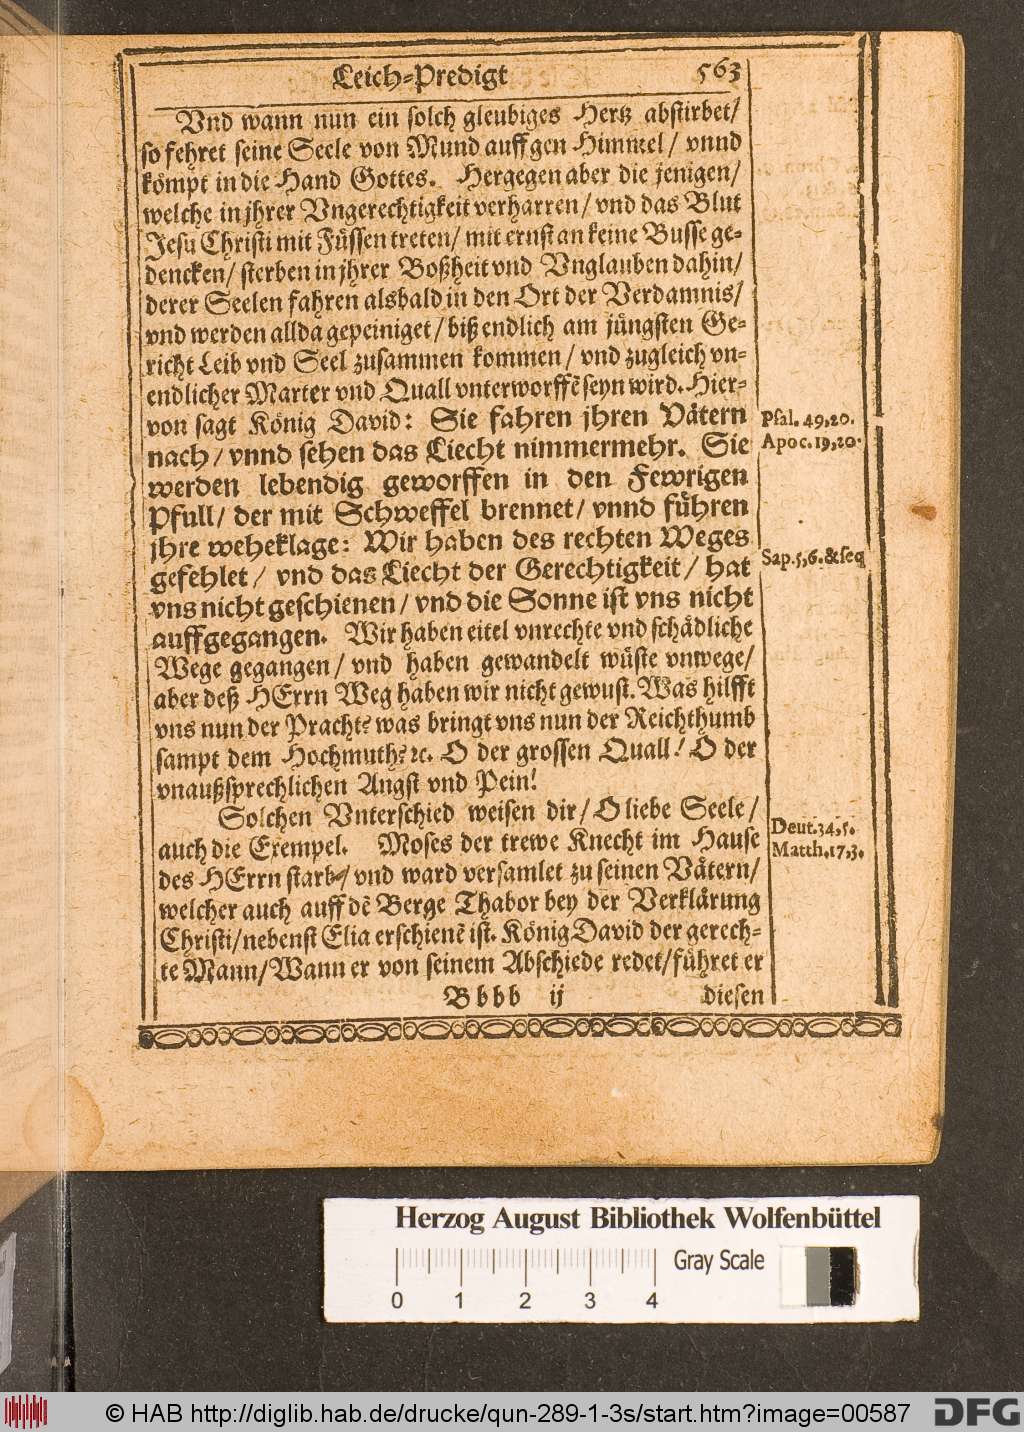 Leich-Predigt 563
Vnd wann nun ein solch gleubiges Hertz abstirbet/
so fehret seine Seele von Mund auff gen Himmel/ vnnd
kömpt in die Hand Gottes. Hergegen aber die jenigen/
welche in jhrer Vngerechtigkeit verharren/ vnd das Blut
Jesu Christi mit Füssen treten/ mit ernst an keine Busse ge-
dencken/ sterben in jhrer Boßheit vnd Vnglauben dahin/
derer Seelen fahren alsbald in den Ort der Verdamnis/
vnd werden allda gepeiniget/ biß endlich am jüngsten Ge-
richt Leib vnd Seel zusammen kommen/ vnd zugleich vn-
endlicher Marter vnd Quall vnterworffē seyn wird. Hier-
von sagt König David: Sie fahren jhren Vätern
nach/ vnnd sehen das Liecht nimmermehr. Sie
werden lebendig geworffen in den Fewrigen
Pfull/ der mit Schweffel brennet/ vnnd führen
jhre weheklage: Wir haben des rechten Weges
gefehlet/ vnd das Liecht der Gerechtigkeit/ hat
vns nicht geschienen/ vnd die Sonne ist vns nicht
auffgegangen. Wir haben eitel vnrechte vnd schädliche
Wege gegangen/ vnd haben gewandelt wüste vnwege/
aber deß HErrn Weg haben wir nicht gewust. Was hilfft
vns nun der Pracht? was bringt vns nun der Reichthumb
sampt dem Hochmuth? ꝛc. O der grossen Quall! O der
vnaußsprechlichen Angst vnd Pein!
Solchen Vnterschied weisen dir/ O liebe Seele/
auch die Exempel. Moses der trewe Knecht im Hause
des HErrn starb/ vnd ward versamlet zu seinen Vätern/
welcher auch auff dē Berge Thabor bey der Verklärung
Christi/ nebenst Elia erschienē ist. König David der gerech-
te Mann/ Wann er von seinem Abschiede redet/ führet er
Bbbb ij diesen
Psal. 49,20.
Apoc. 19,20.
Sap. 5,6. & seq
Deut. 34,5.
Matth. 17,3.
Herzog August Bibliothek Wolfenbüttel
Gray Scale
0 1 2 3 4
© HAB http://diglib.hab.de/drucke/qun-289-1-3s/start.htm?image=00587
DFG